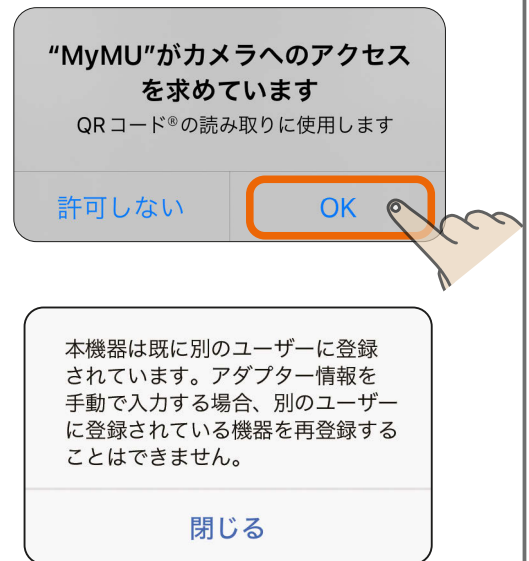 “MyMU”がカメラへのアクセス
を求めています
QRコード®の読み取りに使用します
許可しない
OK
本機器は既に別のユーザーに登録
されています。アダプター情報を
手動で入力する場合、別のユーザー
に登録されている機器を再登録する
ことはできません。
閉じる